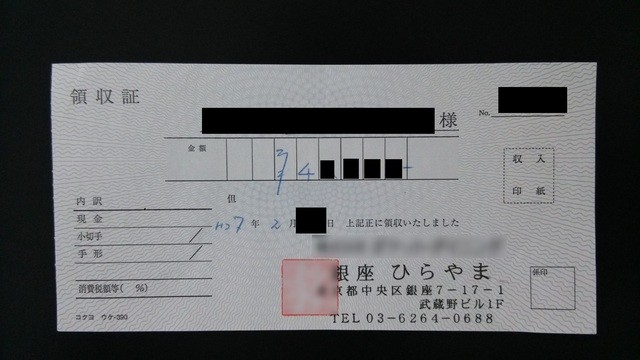 領収証
様
No.
金額
¥4
収入
印紙
内訳
但
現金
7年2月 日 上記正に領収いたしました
小切手
手形
銀座 ひらやま
京都中央区銀座7-17-1
武蔵野ビル1F
TEL 03-6264-0688
係印
消費税額等( %)
コクヨ ウケ-390